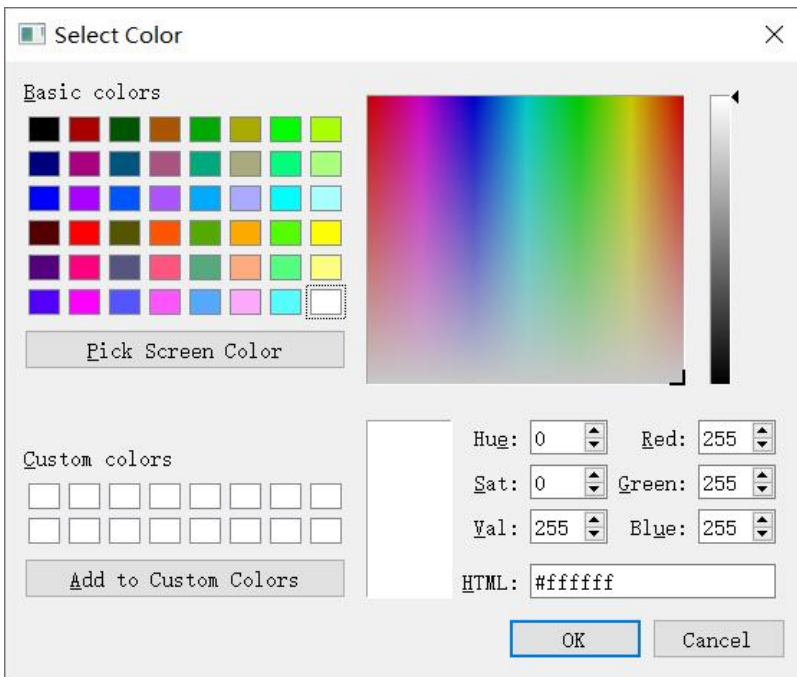 Select Color
Basic colors
Pick Screen Color
Custom colors
Add to Custom Colors
Hue: 0 Red: 255
Sat: 0 Green: 255
Val: 255 Blue: 255
HTML: #ffffff
OK Cancel